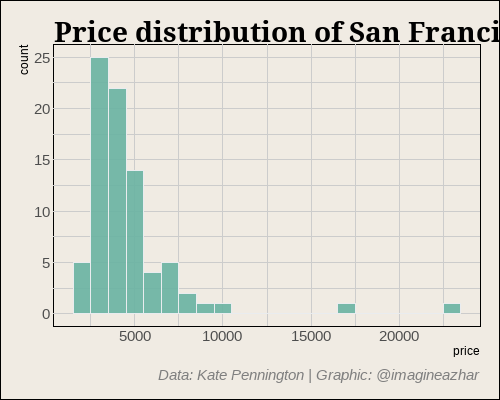 Price distribution of San Franci
count
25
20
15
10
5
0
5000 10000 15000 20000
price
Data: Kate Pennington | Graphic: @imagineazhar